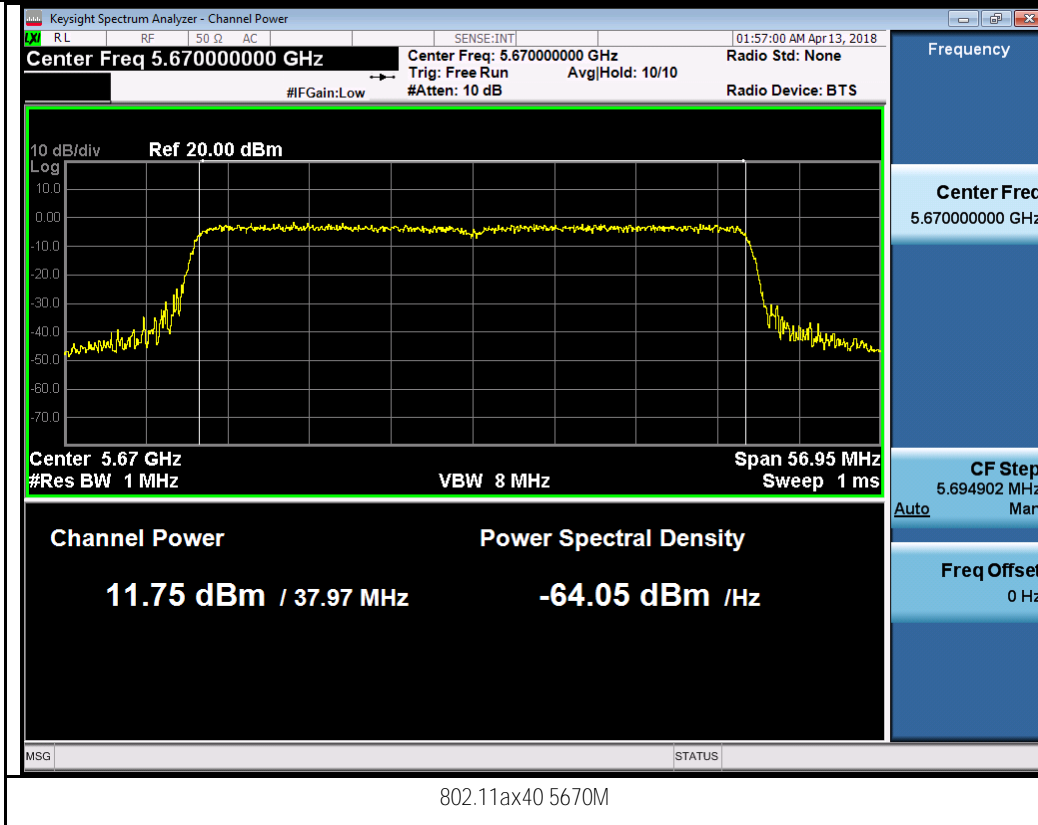 Keysight Spectrum Analyzer - Channel Power
LXI RL RF 50 Ω AC SENSE:INT 01:57:00 AM Apr 13, 2018
Center Freq 5.670000000 GHz
Center Freq: 5.670000000 GHz
Radio Std: None
Trig: Free Run Avg|Hold: 10/10
#IFGain:Low
#Atten: 10 dB
Radio Device: BTS
10 dB/div Ref 20.00 dBm
Log
10.0
0.00
-10.0
-20.0
-30.0
-40.0
-50.0
-60.0
-70.0
Center 5.67 GHz Span 56.95 MHz
#Res BW 1 MHz VBW 8 MHz Sweep 1 ms
Channel Power Power Spectral Density
11.75 dBm / 37.97 MHz -64.05 dBm /Hz
Frequency
Center Freq
5.670000000 GHz
CF Step
5.694902 MHz
Auto Man
Freq Offset
0 Hz
MSG STATUS
802.11ax40 5670M